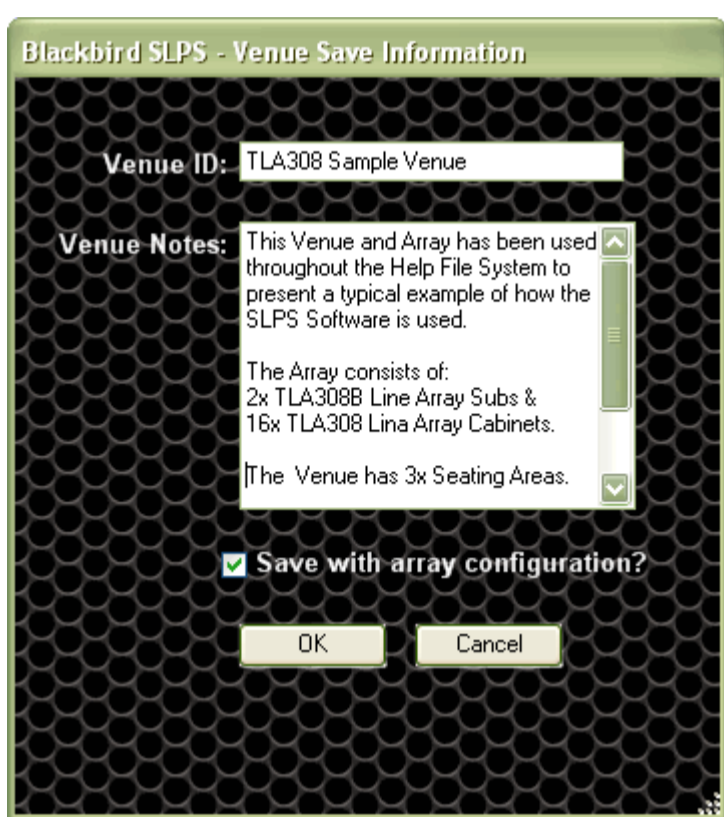 Blackbird SLPS - Venue Save Information
Venue ID: TLA308 Sample Venue
Venue Notes: This Venue and Array has been used
throughout the Help File System to
present a typical example of how the
SLPS Software is used.
The Array consists of:
2x TLA308B Line Array Subs &
16x TLA308 Lina Array Cabinets.
The  Venue has 3x Seating Areas.
Save with array configuration?
OK Cancel